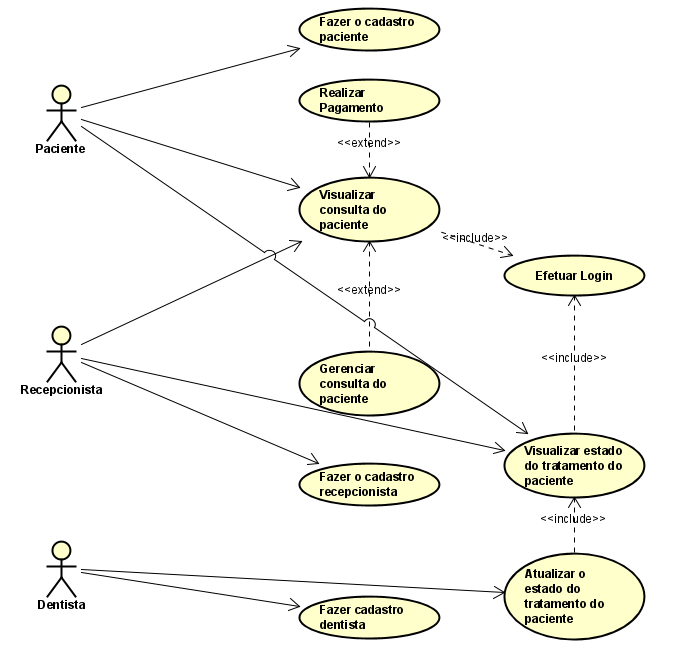 Fazer o cadastro
paciente
Realizar
Pagamento
Paciente
<<extend>>
Visualizar
consulta do
paciente
<<include>>
Efetuar Login
<<extend>>
Recepcionista
Gerenciar
consulta do
paciente
<<include>>
Visualizar estado
do tratamento do
paciente
Fazer o cadastro
recepcionista
<<include>>
Dentista
Atualizar o
estado do
tratamento do
paciente
Fazer cadastro
dentista